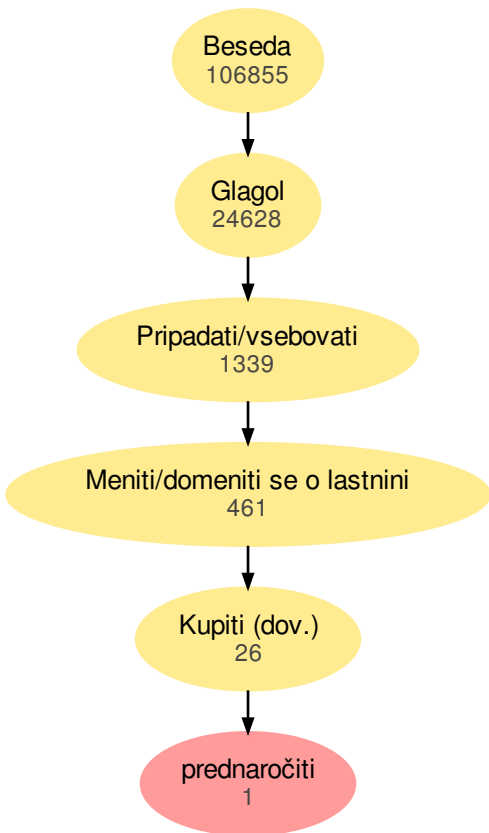 Beseda
106855
Glagol
24628
Pripadati/vsebovati
1339
Meniti/domeniti se o lastnini
461
Kupiti (dov.)
26
prednaročiti
1